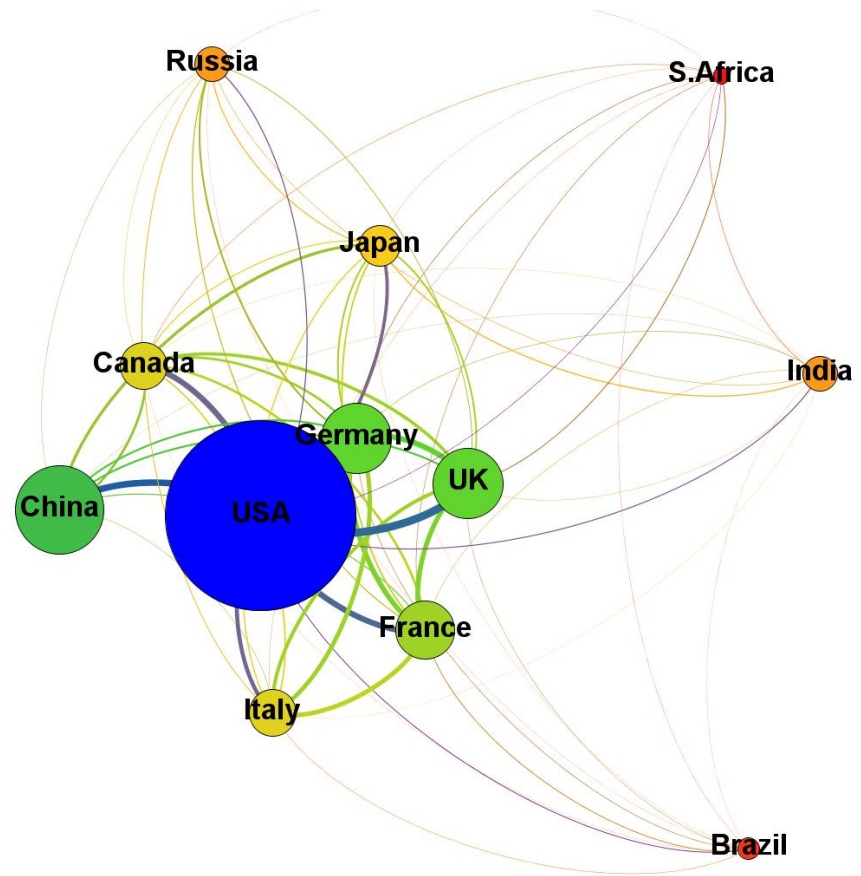 Russia
S.Africa
Japan
Canada
India
Germany
UK
China
USA
France
Italy
Brazil